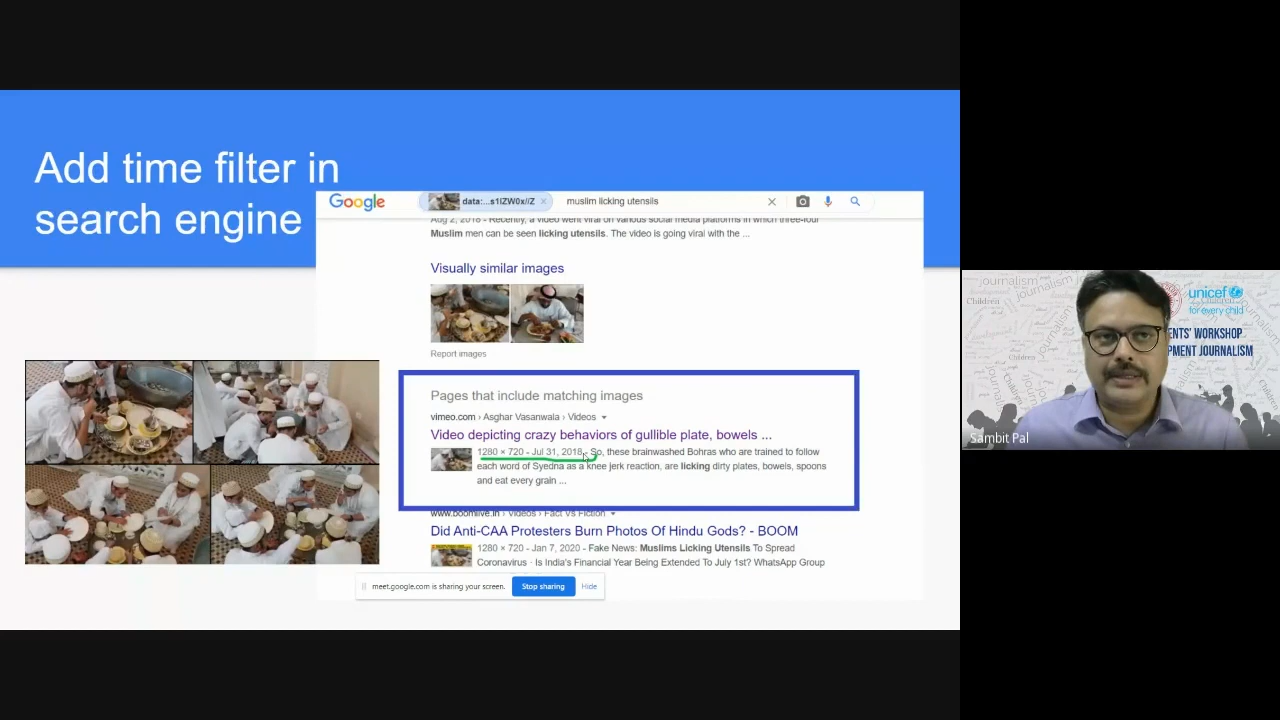 Add time filter in
search engine
Google
data:...s1IZW0x//Z
muslim licking utensils
Aug 2, 2018 - Recently, a video went viral on various social media platforms in which three-four
Muslim men can be seen licking utensils. The video is going viral with the ...
Visually similar images
Report images
Pages that include matching images
vimeo.com › Asghar Vasanwala › Videos
Video depicting crazy behaviors of gullible plate, bowels ...
1280 × 720 - Jul 31, 2018 - So, these brainwashed Bohras who are trained to follow
each word of Syedna as a knee jerk reaction, are licking dirty plates, bowels, spoons
and eat every grain ...
www.boomlive.in › Videos › Fact Vs Fiction
Did Anti-CAA Protesters Burn Photos Of Hindu Gods? - BOOM
1280 × 720 - Jan 7, 2020 - Fake News: Muslims Licking Utensils To Spread
Coronavirus · Is India's Financial Year Being Extended To July 1st? WhatsApp Group
meet.google.com is sharing your screen.
Stop sharing
Hide
journalism
Children
unicef
for every child
ENTS' WORKSHOP
PMENT JOURNALISM
Sambit Pal